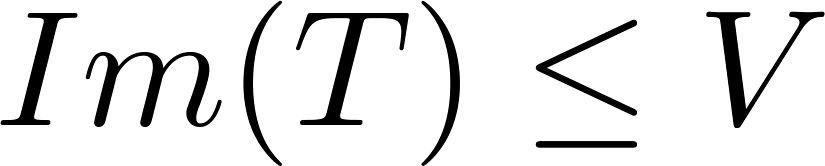 Im(T) ≤ V